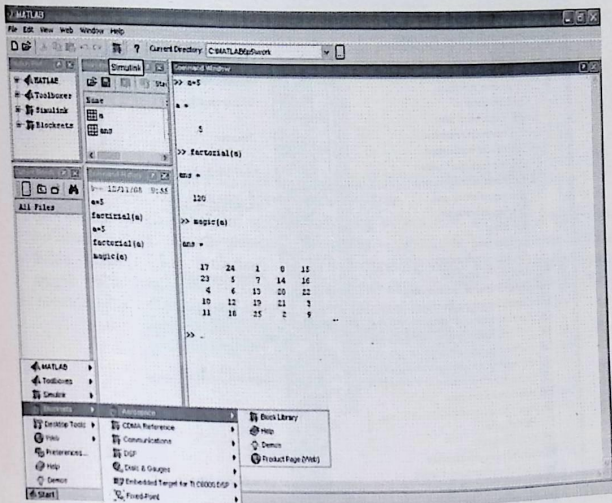 MATLAB
File Edit View Web Window Help
? Current Directory: C:\MATLAB6p5\work
Simulink
Command Window
MATLAB
Toolboxes
Simulink
Blocksets
Name
a
ans
>> a=5
a =
5
>> factorial(a)
ans =
120
>> magic(a)
ans =
17 24 1 8 15
23 5 7 14 16
4 6 13 20 22
10 12 19 21 3
11 18 25 2 9
>>
All Files
a=5
factirial(a)
a=5
factorial(a)
magic(a)
MATLAB
Toolboxes
Simulink
Blocksets
Desktop Tools
Web
Preferences...
Help
Demos
Start
Aerospace
CDMA Reference
Communications
DSP
Dials & Gauges
Embedded Target for TI C6000 DSP
Fixed-Point
Block Library
Help
Demos
Product Page (Web)